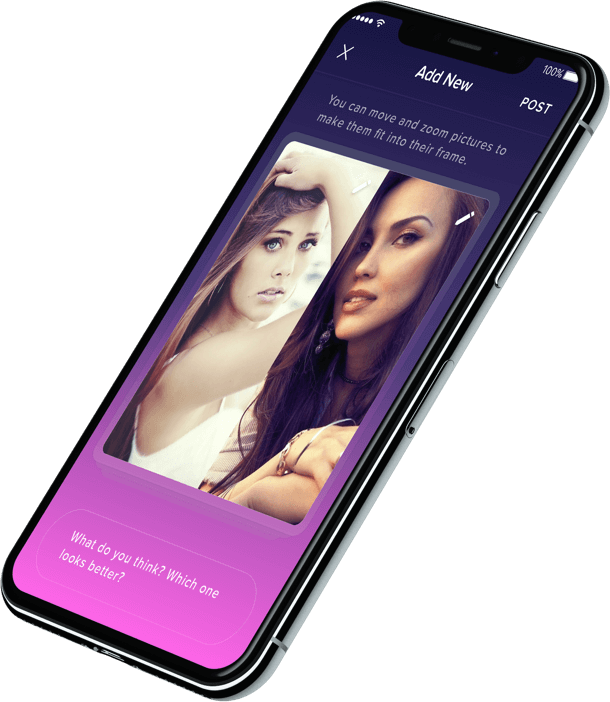 100%
Add New
POST
You can move and zoom pictures to
make them fit into their frame.
What do you think? Which one
looks better?